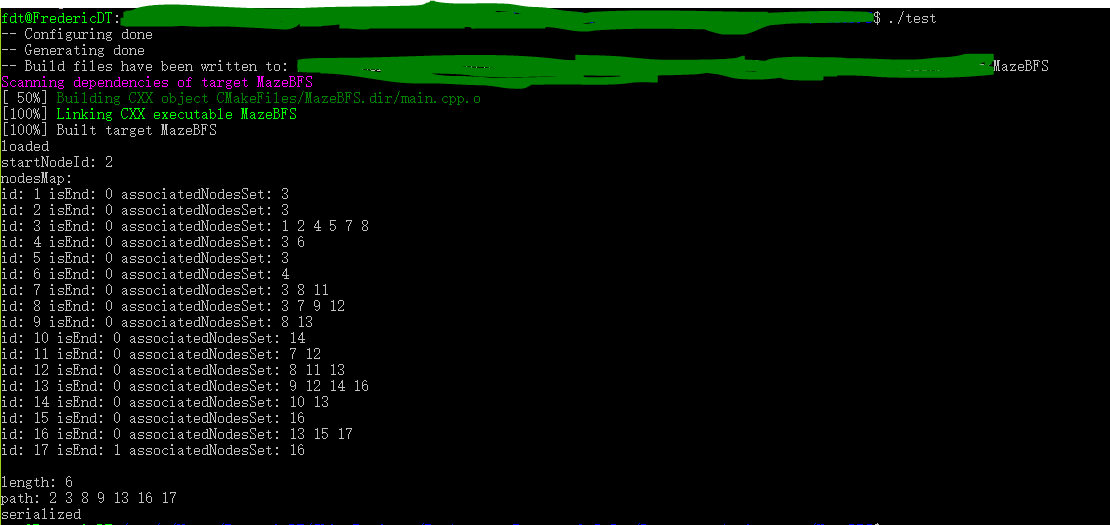 fdt@FredericDT: $ ./test
-- Configuring done
-- Generating done
-- Build files have been written to: MazeBFS
Scanning dependencies of target MazeBFS
[ 50%] Building CXX object CMakeFiles/MazeBFS.dir/main.cpp.o
[100%] Linking CXX executable MazeBFS
[100%] Built target MazeBFS
loaded
startNodeId: 2
nodesMap:
id: 1 isEnd: 0 associatedNodesSet: 3
id: 2 isEnd: 0 associatedNodesSet: 3
id: 3 isEnd: 0 associatedNodesSet: 1 2 4 5 7 8
id: 4 isEnd: 0 associatedNodesSet: 3 6
id: 5 isEnd: 0 associatedNodesSet: 3
id: 6 isEnd: 0 associatedNodesSet: 4
id: 7 isEnd: 0 associatedNodesSet: 3 8 11
id: 8 isEnd: 0 associatedNodesSet: 3 7 9 12
id: 9 isEnd: 0 associatedNodesSet: 8 13
id: 10 isEnd: 0 associatedNodesSet: 14
id: 11 isEnd: 0 associatedNodesSet: 7 12
id: 12 isEnd: 0 associatedNodesSet: 8 11 13
id: 13 isEnd: 0 associatedNodesSet: 9 12 14 16
id: 14 isEnd: 0 associatedNodesSet: 10 13
id: 15 isEnd: 0 associatedNodesSet: 16
id: 16 isEnd: 0 associatedNodesSet: 13 15 17
id: 17 isEnd: 1 associatedNodesSet: 16
length: 6
path: 2 3 8 9 13 16 17
serialized